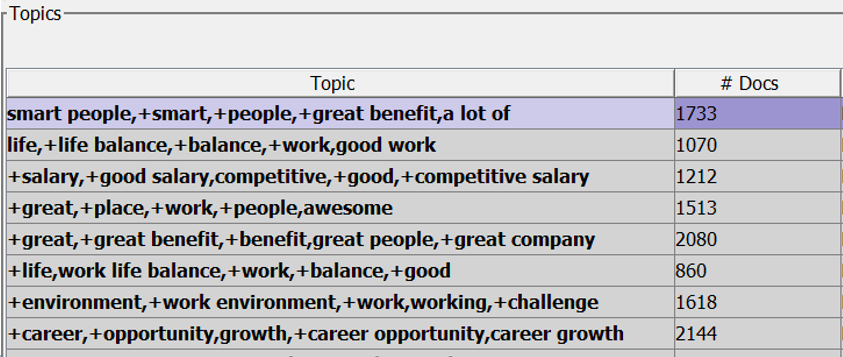 Topics
Topic # Docs
smart people,+smart,+people,+great benefit,a lot of 1733
life,+life balance,+balance,+work,good work 1070
+salary,+good salary,competitive,+good,+competitive salary 1212
+great,+place,+work,+people,awesome 1513
+great,+great benefit,+benefit,great people,+great company 2080
+life,work life balance,+work,+balance,+good 860
+environment,+work environment,+work,working,+challenge 1618
+career,+opportunity,growth,+career opportunity,career growth 2144